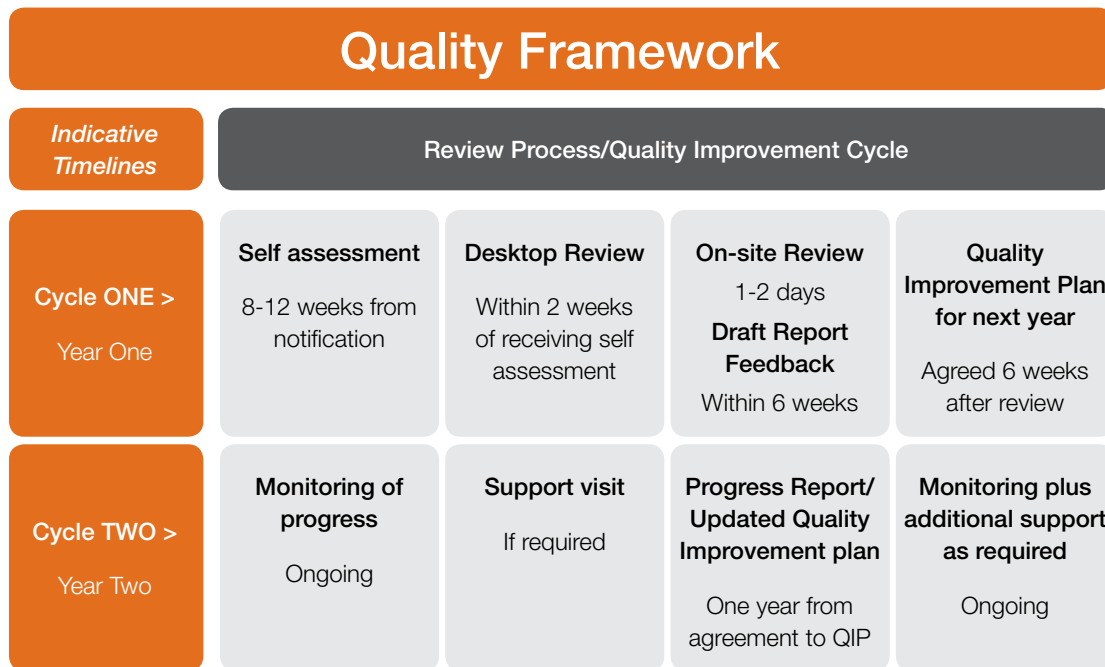 Quality Framework
Indicative
Timelines
Review Process/Quality Improvement Cycle
Cycle ONE >
Year One
Self assessment
8-12 weeks from
notification
Desktop Review
Within 2 weeks
of receiving self
assessment
On-site Review
1-2 days
Draft Report
Feedback
Within 6 weeks
Quality
Improvement Plan
for next year
Agreed 6 weeks
after review
Cycle TWO >
Year Two
Monitoring of
progress
Ongoing
Support visit
If required
Progress Report/
Updated Quality
Improvement plan
One year from
agreement to QIP
Monitoring plus
additional support
as required
Ongoing